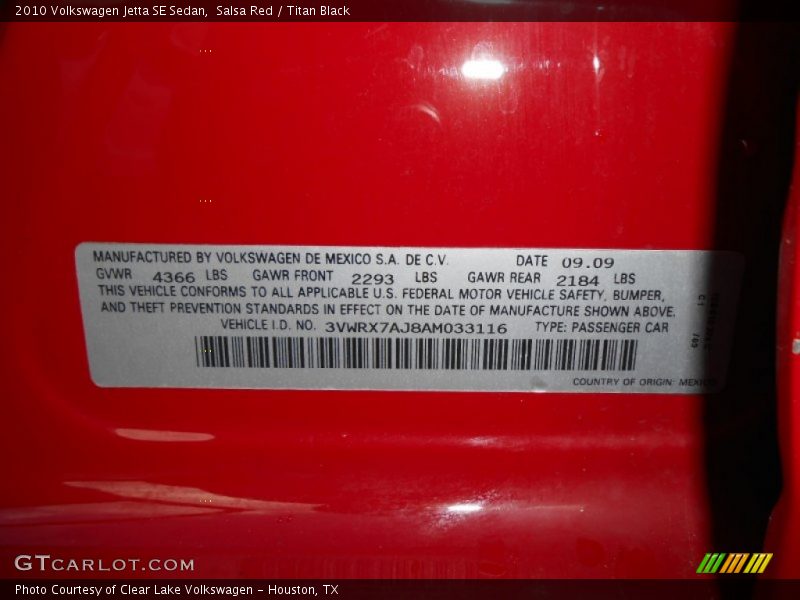 2010 Volkswagen Jetta SE Sedan,  Salsa Red / Titan Black
MANUFACTURED BY VOLKSWAGEN DE MEXICO S.A. DE C.V. DATE 09.09
GVWR 4366 LBS GAWR FRONT 2293 LBS GAWR REAR 2184 LBS
THIS VEHICLE CONFORMS TO ALL APPLICABLE U.S. FEDERAL MOTOR VEHICLE SAFETY, BUMPER,
AND THEFT PREVENTION STANDARDS IN EFFECT ON THE DATE OF MANUFACTURE SHOWN ABOVE.
VEHICLE I.D. NO. 3VWRX7AJ8AM033116 TYPE: PASSENGER CAR
COUNTRY OF ORIGIN: MEXICO
GTCARLOT.COM
Photo Courtesy of Clear Lake Volkswagen - Houston, TX